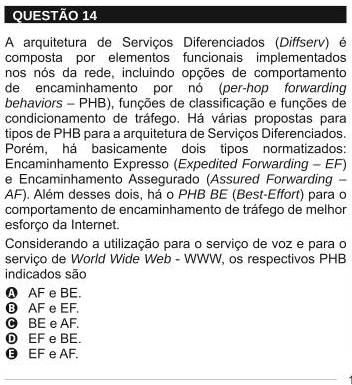 QUESTÃO 14
A arquitetura de Serviços Diferenciados (Diffserv) é
composta por elementos funcionais implementados
nos nós da rede, incluindo opções de comportamento
de encaminhamento por nó (per-hop forwarding
behaviors – PHB), funções de classificação e funções de
condicionamento de tráfego. Há várias propostas para
tipos de PHB para a arquitetura de Serviços Diferenciados.
Porém, há basicamente dois tipos normatizados:
Encaminhamento Expresso (Expedited Forwarding – EF)
e Encaminhamento Assegurado (Assured Forwarding –
AF). Além desses dois, há o PHB BE (Best-Effort) para o
comportamento de encaminhamento de tráfego de melhor
esforço da Internet.
Considerando a utilização para o serviço de voz e para o
serviço de World Wide Web - WWW, os respectivos PHB
indicados são
A AF e BE.
B AF e EF.
C BE e AF.
D EF e BE.
E EF e AF.